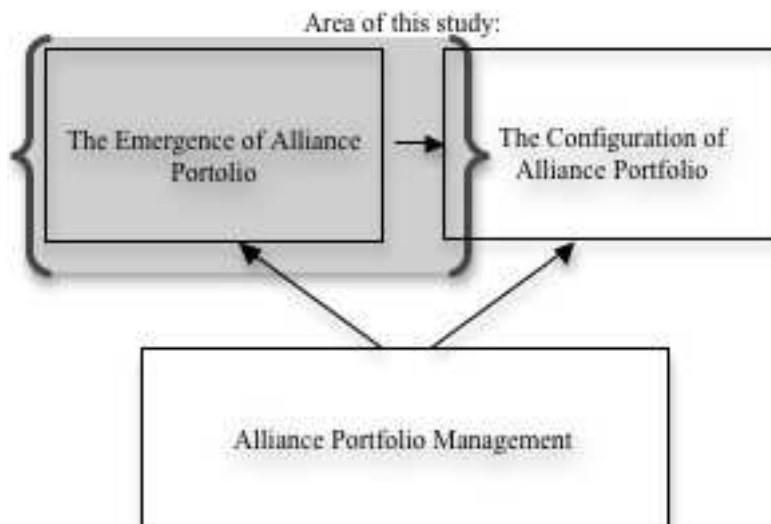 Area of this study:
The Emergence of Alliance
Portolio
The Configuration of
Alliance Portfolio
Alliance Portfolio Management